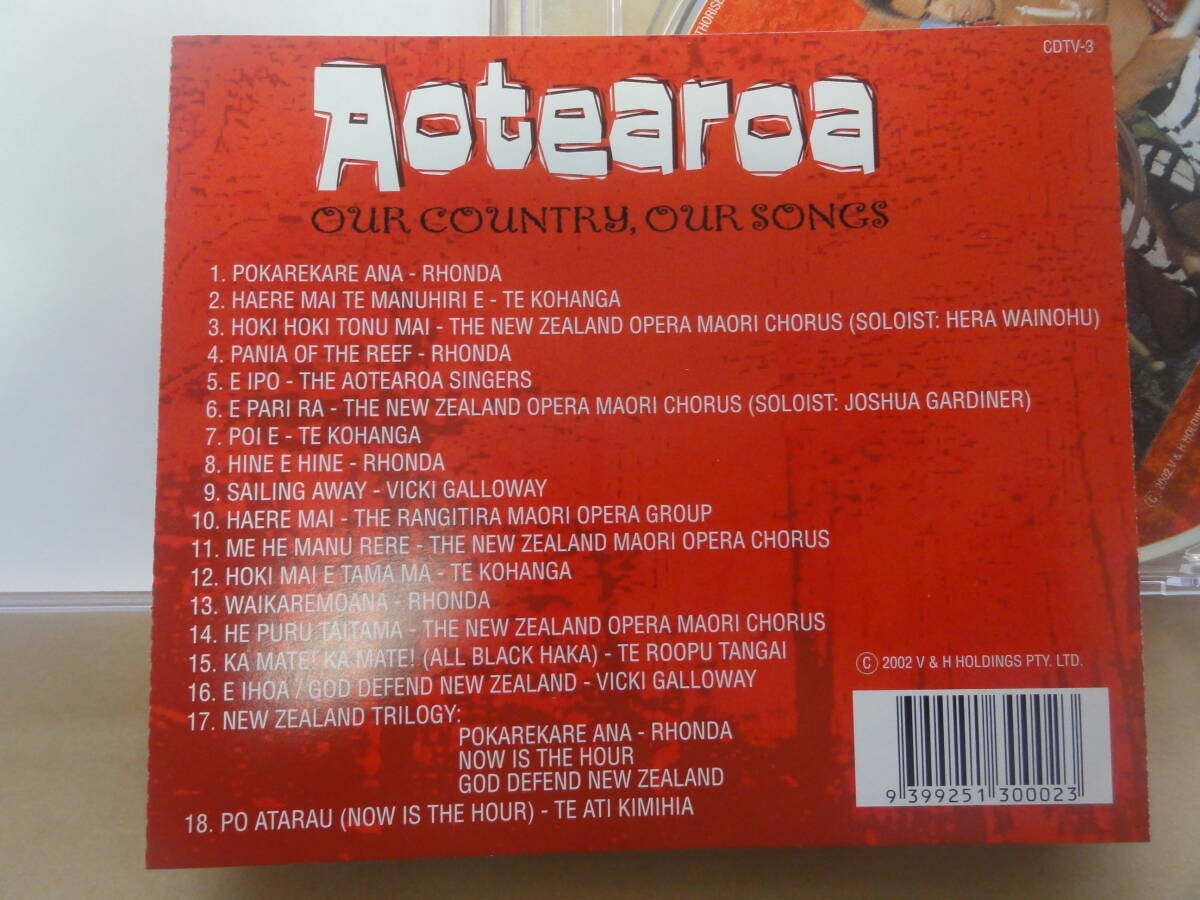 THORISE
CDTV-3
Aotearoa
OUR COUNTRY, OUR SONGS
1. POKAREKARE ANA - RHONDA
2. HAERE MAI TE MANUHIRI E - TE KOHANGA
3. HOKI HOKI TONU MAI - THE NEW ZEALAND OPERA MAORI CHORUS (SOLOIST: HERA WAINOHU)
4. PANIA OF THE REEF - RHONDA
5. E IPO - THE AOTEAROA SINGERS
6. E PARI RA - THE NEW ZEALAND OPERA MAORI CHORUS (SOLOIST: JOSHUA GARDINER)
7. POI E - TE KOHANGA
8. HINE E HINE - RHONDA
9. SAILING AWAY - VICKI GALLOWAY
10. HAERE MAI - THE RANGITIRA MAORI OPERA GROUP
11. ME HE MANU RERE - THE NEW ZEALAND MAORI OPERA CHORUS
12. HOKI MAI E TAMA MA - TE KOHANGA
13. WAIKAREMOANA - RHONDA
14. HE PURU TAITAMA - THE NEW ZEALAND OPERA MAORI CHORUS
15. KA MATE! KA MATE! (ALL BLACK HAKA) - TE ROOPU TANGAI
16. E IHOA / GOD DEFEND NEW ZEALAND - VICKI GALLOWAY
17. NEW ZEALAND TRILOGY:
POKAREKARE ANA - RHONDA
NOW IS THE HOUR
GOD DEFEND NEW ZEALAND
18. PO ATARAU (NOW IS THE HOUR) - TE ATI KIMIHIA
© 2002 V & H HOLDINGS PTY. LTD.
9 399251 300023
© 2002 V & H HOLDI